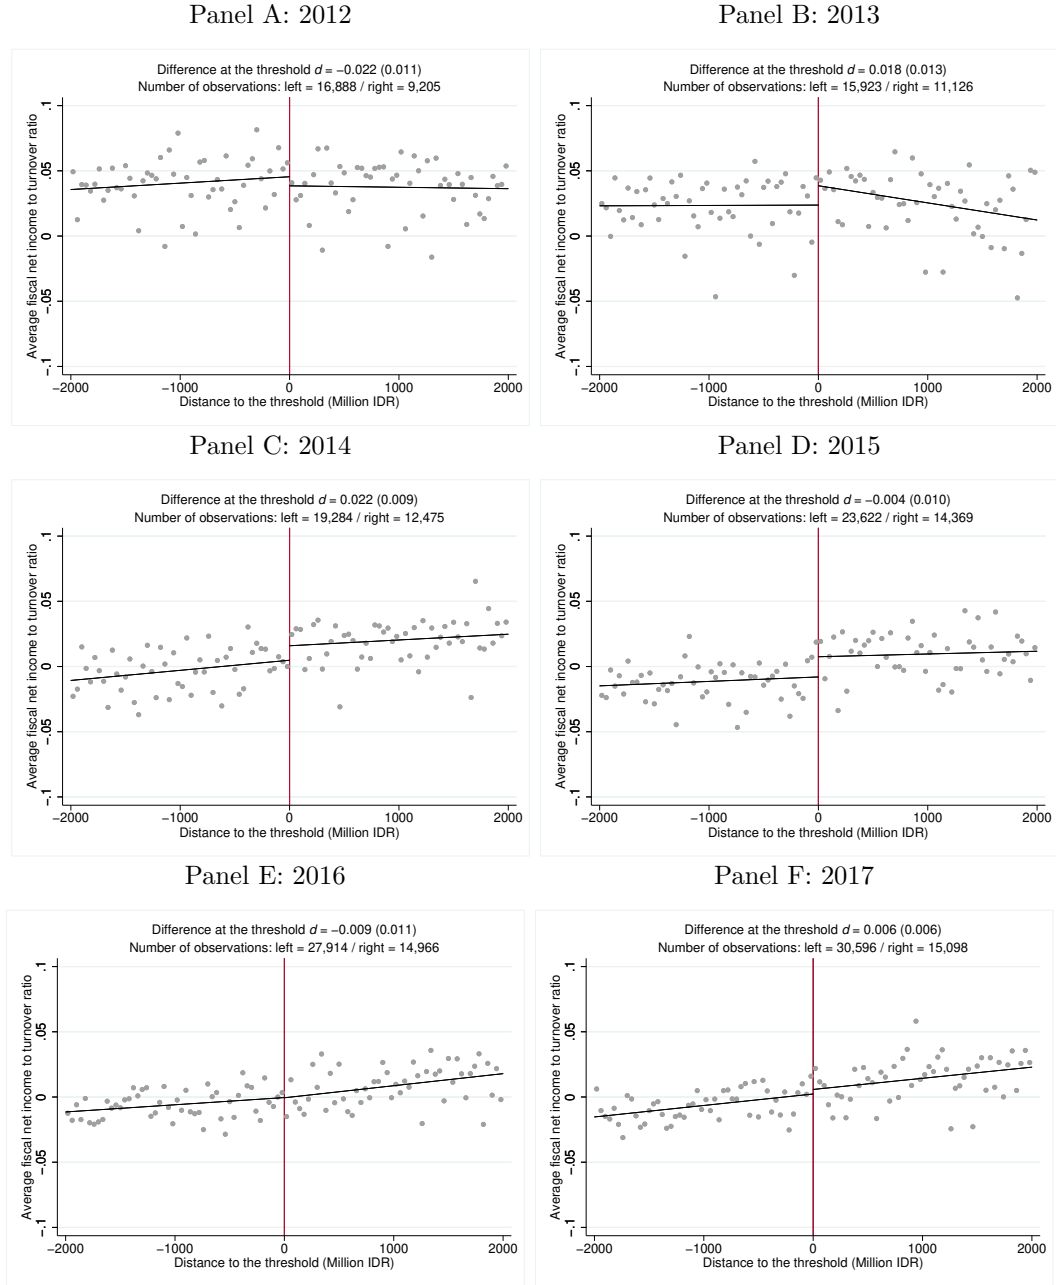 Panel A: 2012
Difference at the threshold d = −0.022 (0.011)
Number of observations: left = 16,888 / right = 9,205
Average fiscal net income to turnover ratio
.1
.05
0
−.05
−.1
−2000
−1000
0
1000
2000
Distance to the threshold (Million IDR)
Panel B: 2013
Difference at the threshold d = 0.018 (0.013)
Number of observations: left = 15,923 / right = 11,126
Average fiscal net income to turnover ratio
.1
.05
0
−.05
−.1
−2000
−1000
0
1000
2000
Distance to the threshold (Million IDR)
Panel C: 2014
Difference at the threshold d = 0.022 (0.009)
Number of observations: left = 19,284 / right = 12,475
Average fiscal net income to turnover ratio
.1
.05
0
−.05
−.1
−2000
−1000
0
1000
2000
Distance to the threshold (Million IDR)
Panel D: 2015
Difference at the threshold d = −0.004 (0.010)
Number of observations: left = 23,622 / right = 14,369
Average fiscal net income to turnover ratio
.1
.05
0
−.05
−.1
−2000
−1000
0
1000
2000
Distance to the threshold (Million IDR)
Panel E: 2016
Difference at the threshold d = −0.009 (0.011)
Number of observations: left = 27,914 / right = 14,966
Average fiscal net income to turnover ratio
.1
.05
0
−.05
−.1
−2000
−1000
0
1000
2000
Distance to the threshold (Million IDR)
Panel F: 2017
Difference at the threshold d = 0.006 (0.006)
Number of observations: left = 30,596 / right = 15,098
Average fiscal net income to turnover ratio
.1
.05
0
−.05
−.1
−2000
−1000
0
1000
2000
Distance to the threshold (Million IDR)